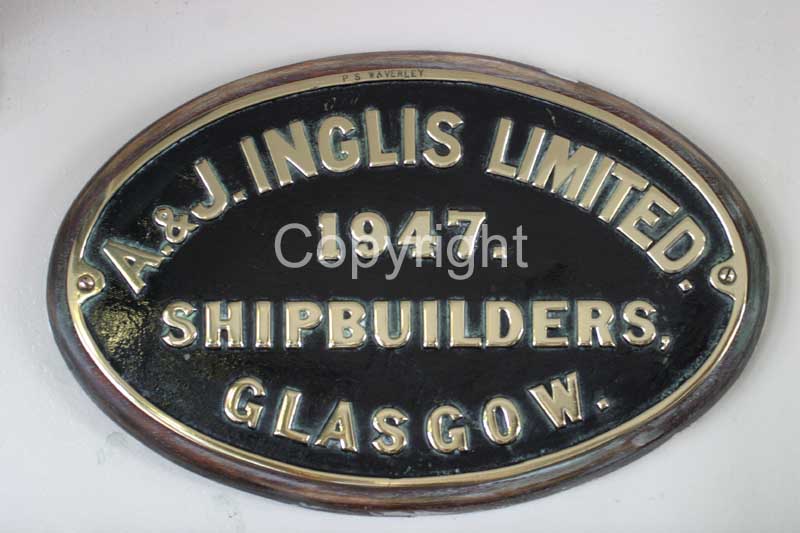 P S WAVERLEY
A.&J. INGLIS LIMITED.
1947.
Copyright
SHIPBUILDERS,
GLASGOW.